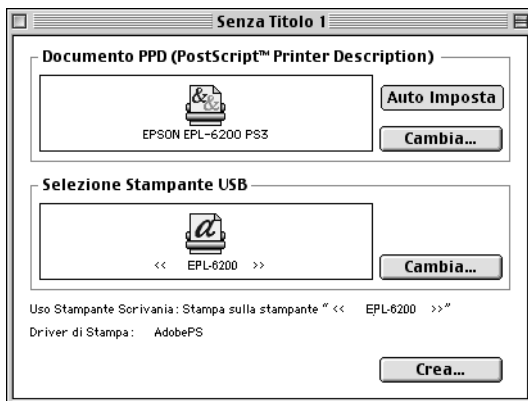 Senza Titolo 1
Documento PPD (PostScript™ Printer Description)
EPSON EPL-6200 PS3
Auto Imposta
Cambia...
Selezione Stampante USB
<< EPL-6200 >>
Cambia...
Uso Stampante Scrivania: Stampa sulla stampante “<< EPL-6200 >>”
Driver di Stampa: AdobePS
Crea...